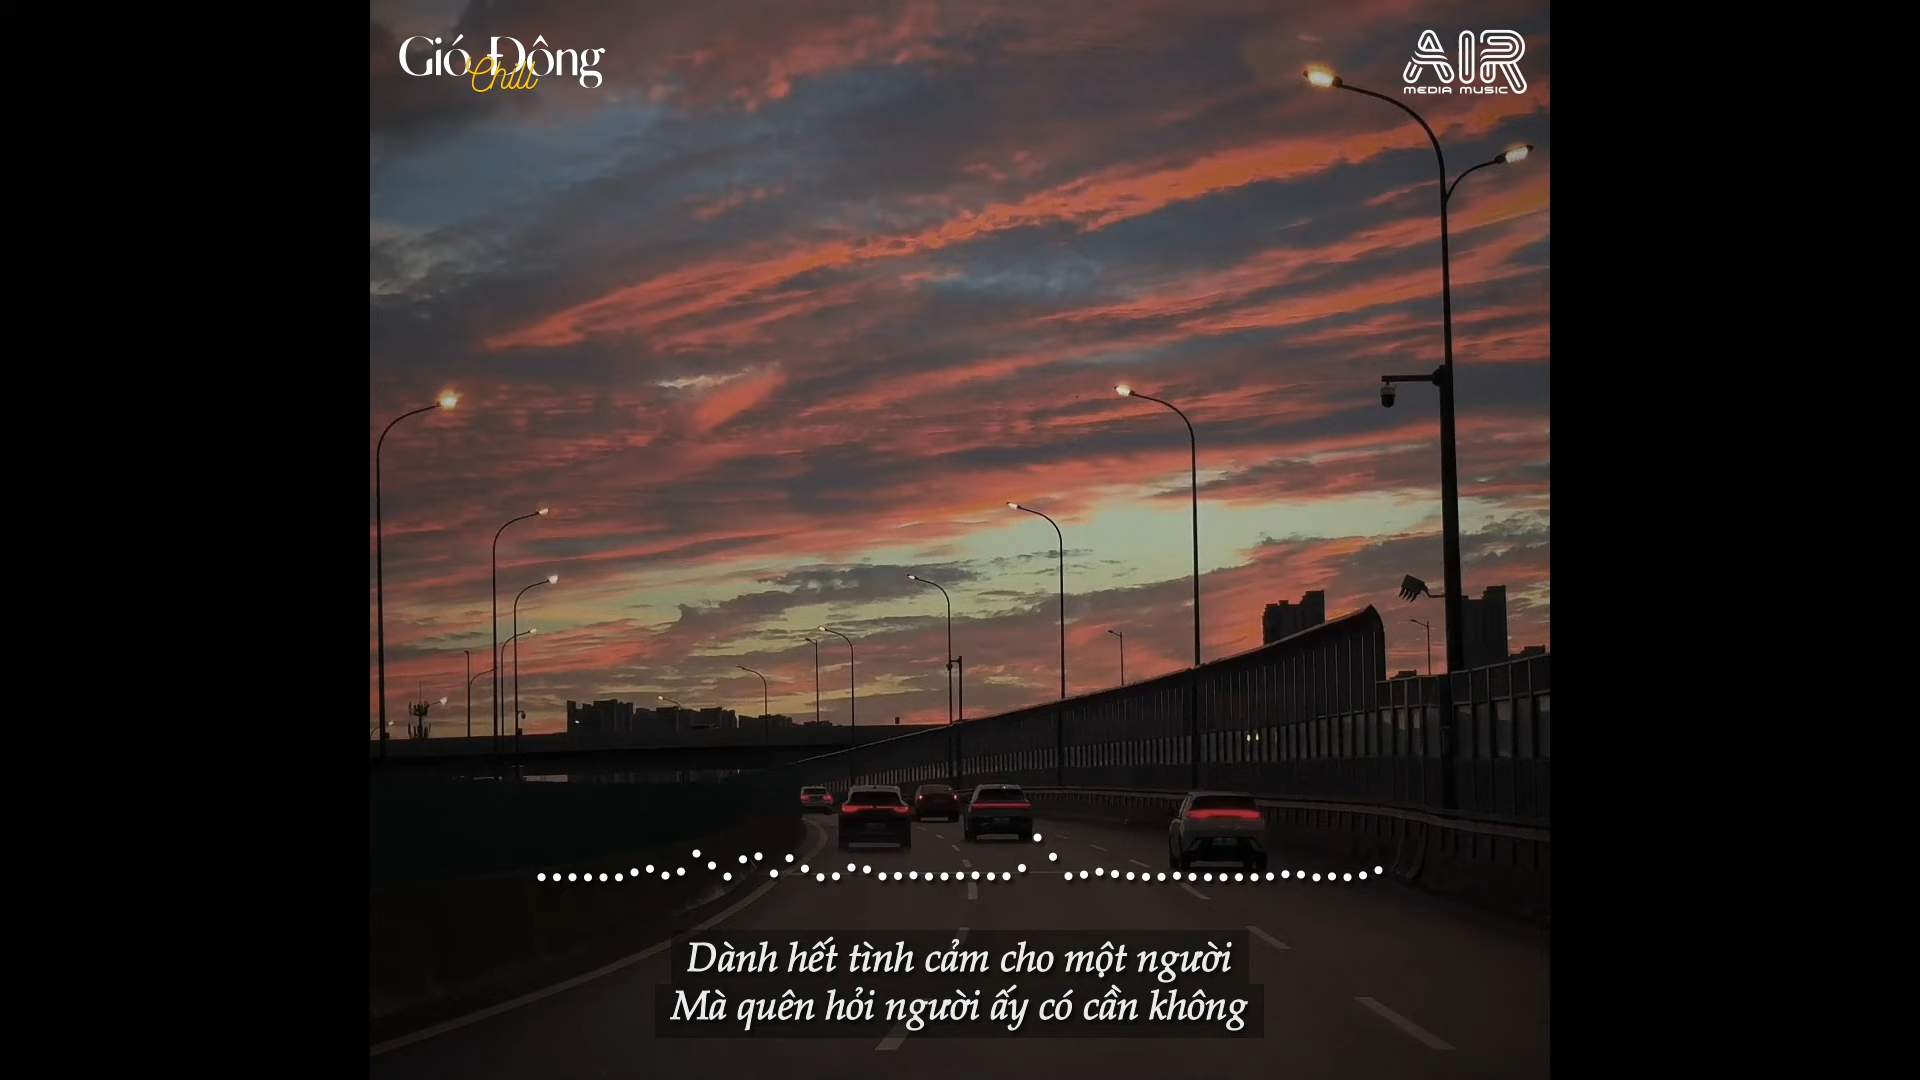 Gió Đông
Chill
AIR
MEDIA MUSIC
Dành hết tình cảm cho một người
Mà quên hỏi người ấy có cần không